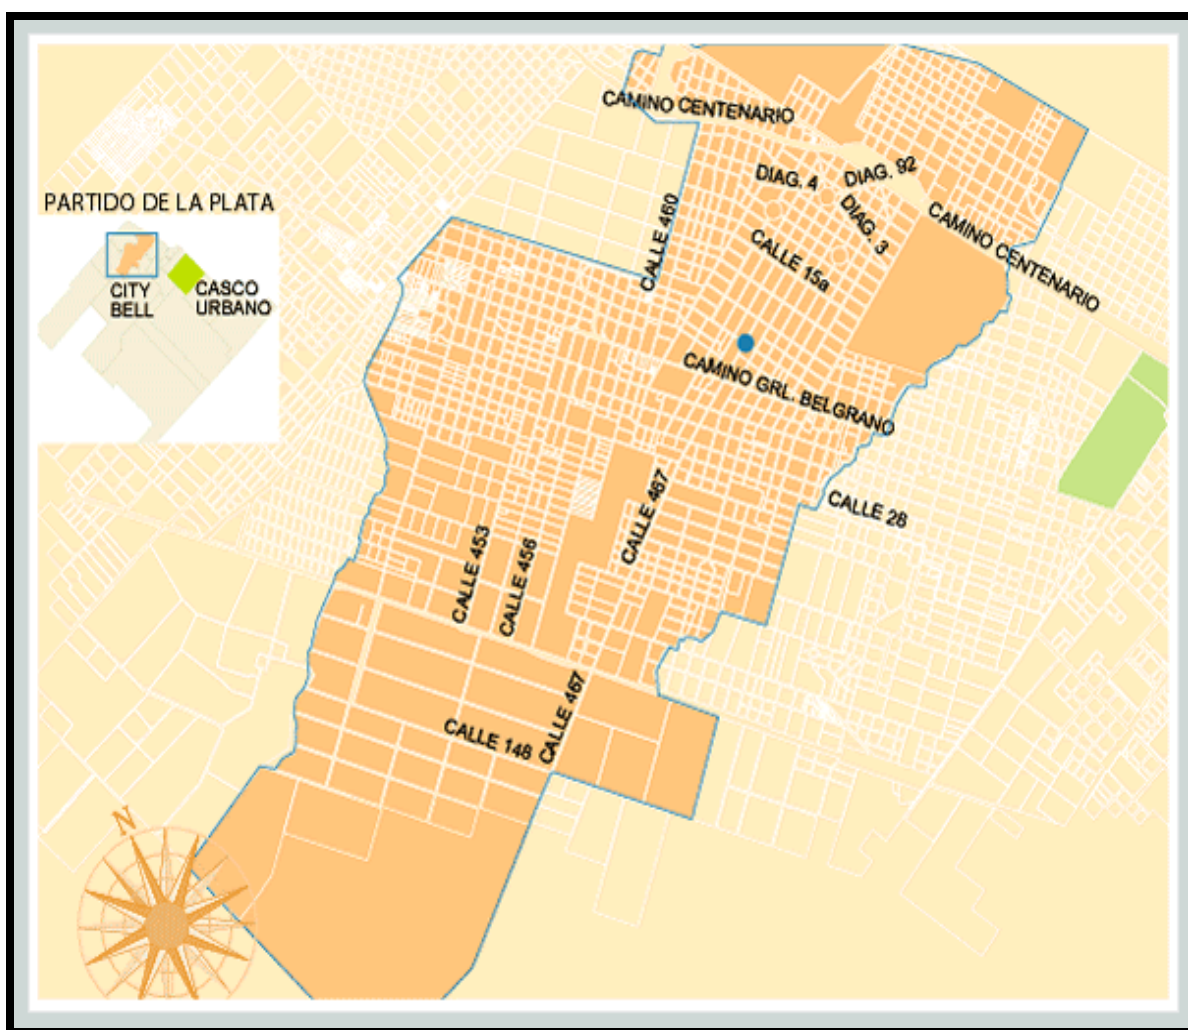 CAMINO CENTENARIO
DIAG. 4
DIAG. 92
DIAG. 3
PARTIDO DE LA PLATA
CALLE 460
CAMINO CENTENARIO
CALLE 15a
CITY
BELL
CASCO
URBANO
CAMINO GRL. BELGRANO
CALLE 467
CALLE 28
CALLE 453
CALLE 456
CALLE 467
CALLE 148
N